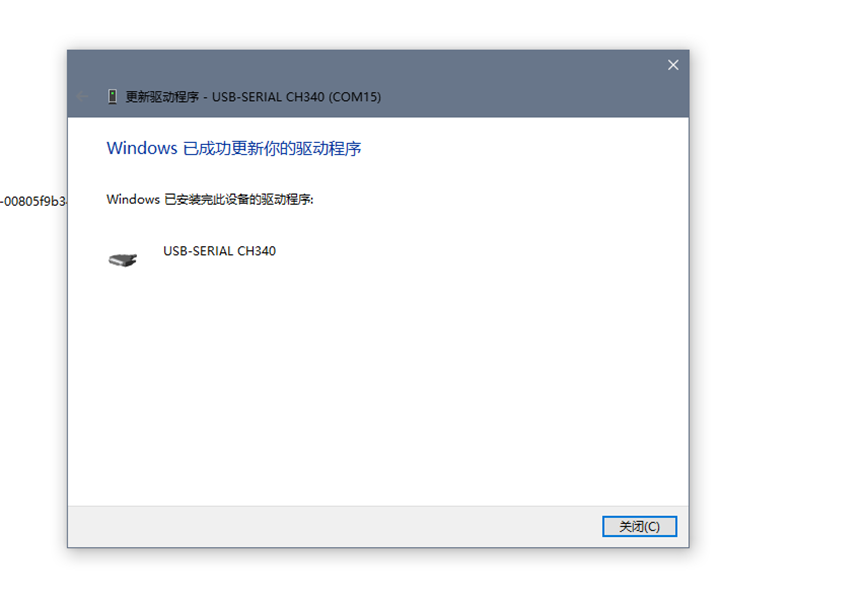 更新驱动程序 - USB-SERIAL CH340 (COM15)
Windows 已成功更新你的驱动程序
Windows 已安装完此设备的驱动程序:
-00805f9b3
USB-SERIAL CH340
关闭(C)